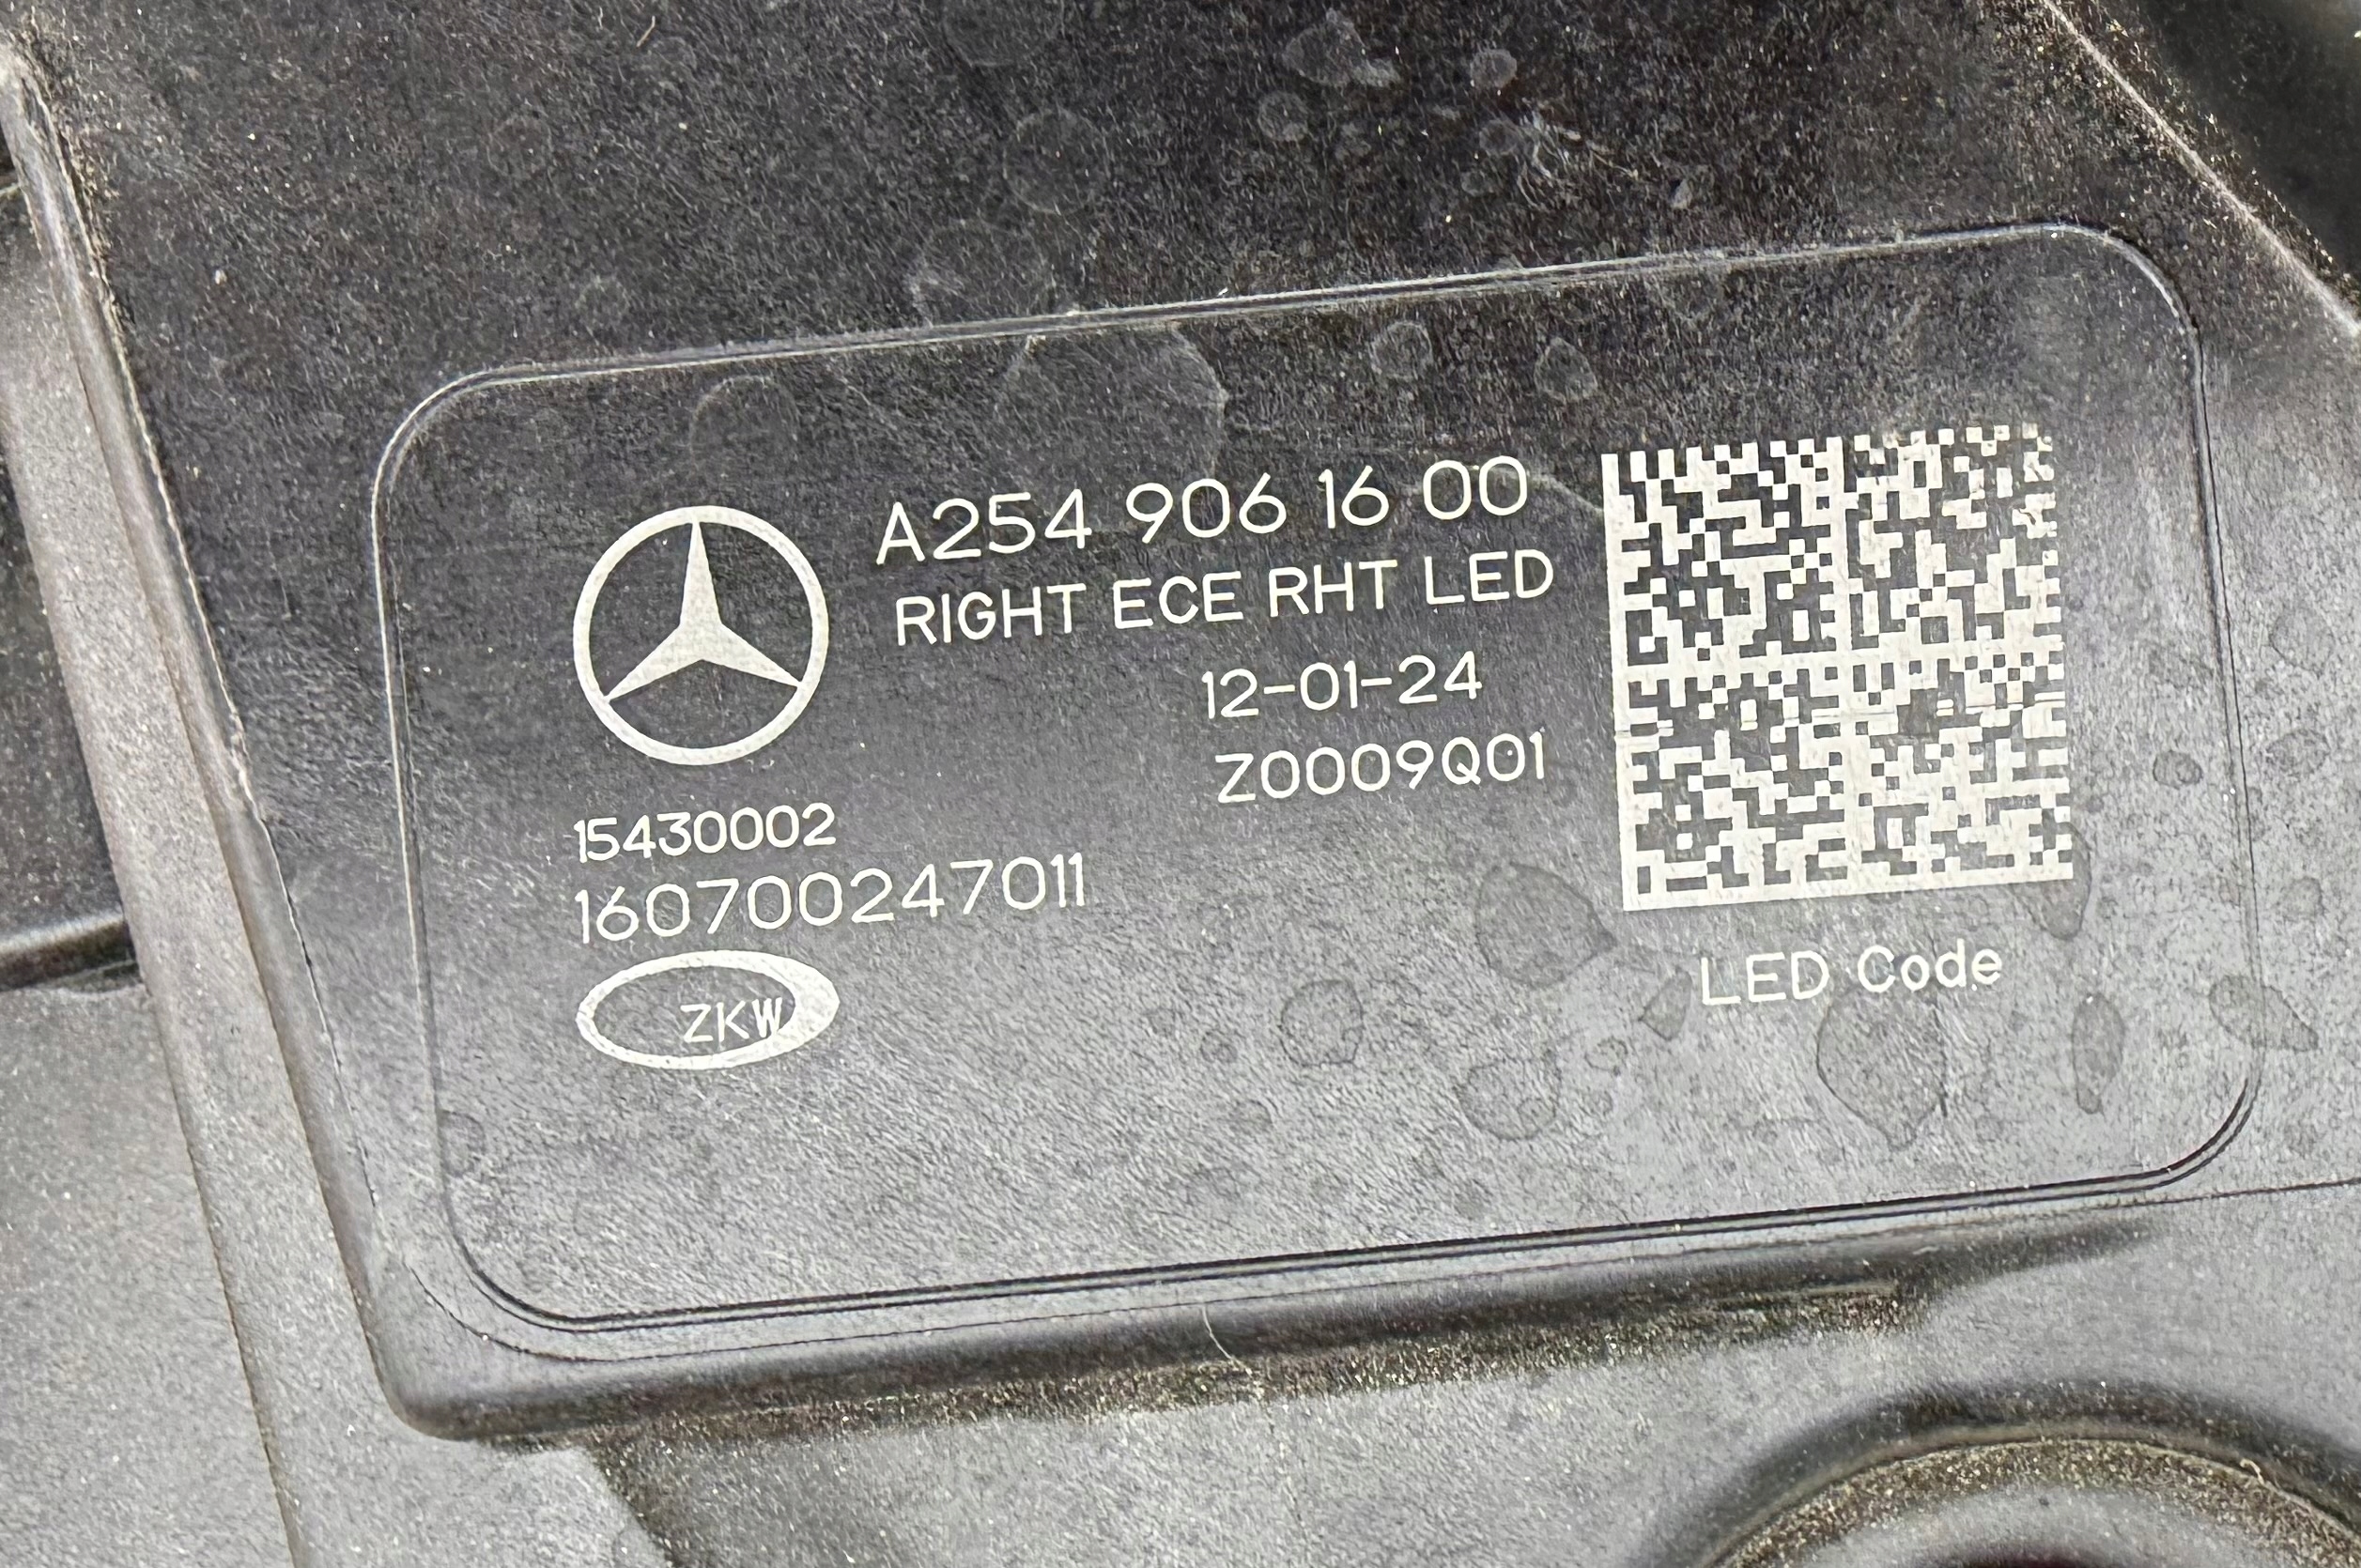 A254 906 16 00
RIGHT ECE RHT LED
12-01-24
Z0009Q01
15430002
160700247011
ZKW
LED Code